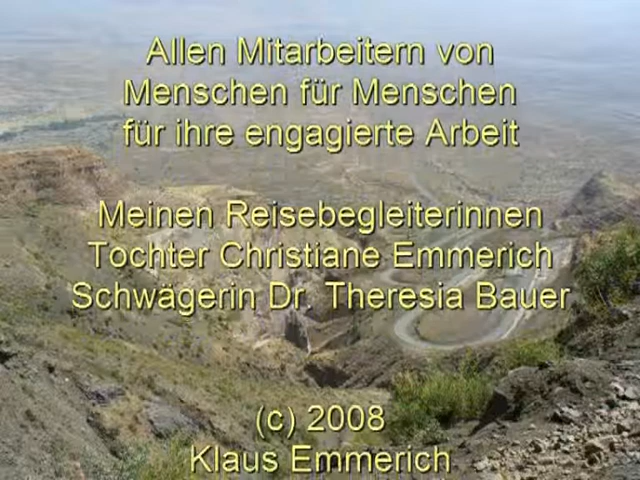 Allen Mitarbeitern von
Menschen für Menschen
für ihre engagierte Arbeit
Meinen Reisebegleiterinnen
Tochter Christiane Emmerich
Schwägerin Dr. Theresia Bauer
(c) 2008
Klaus Emmerich